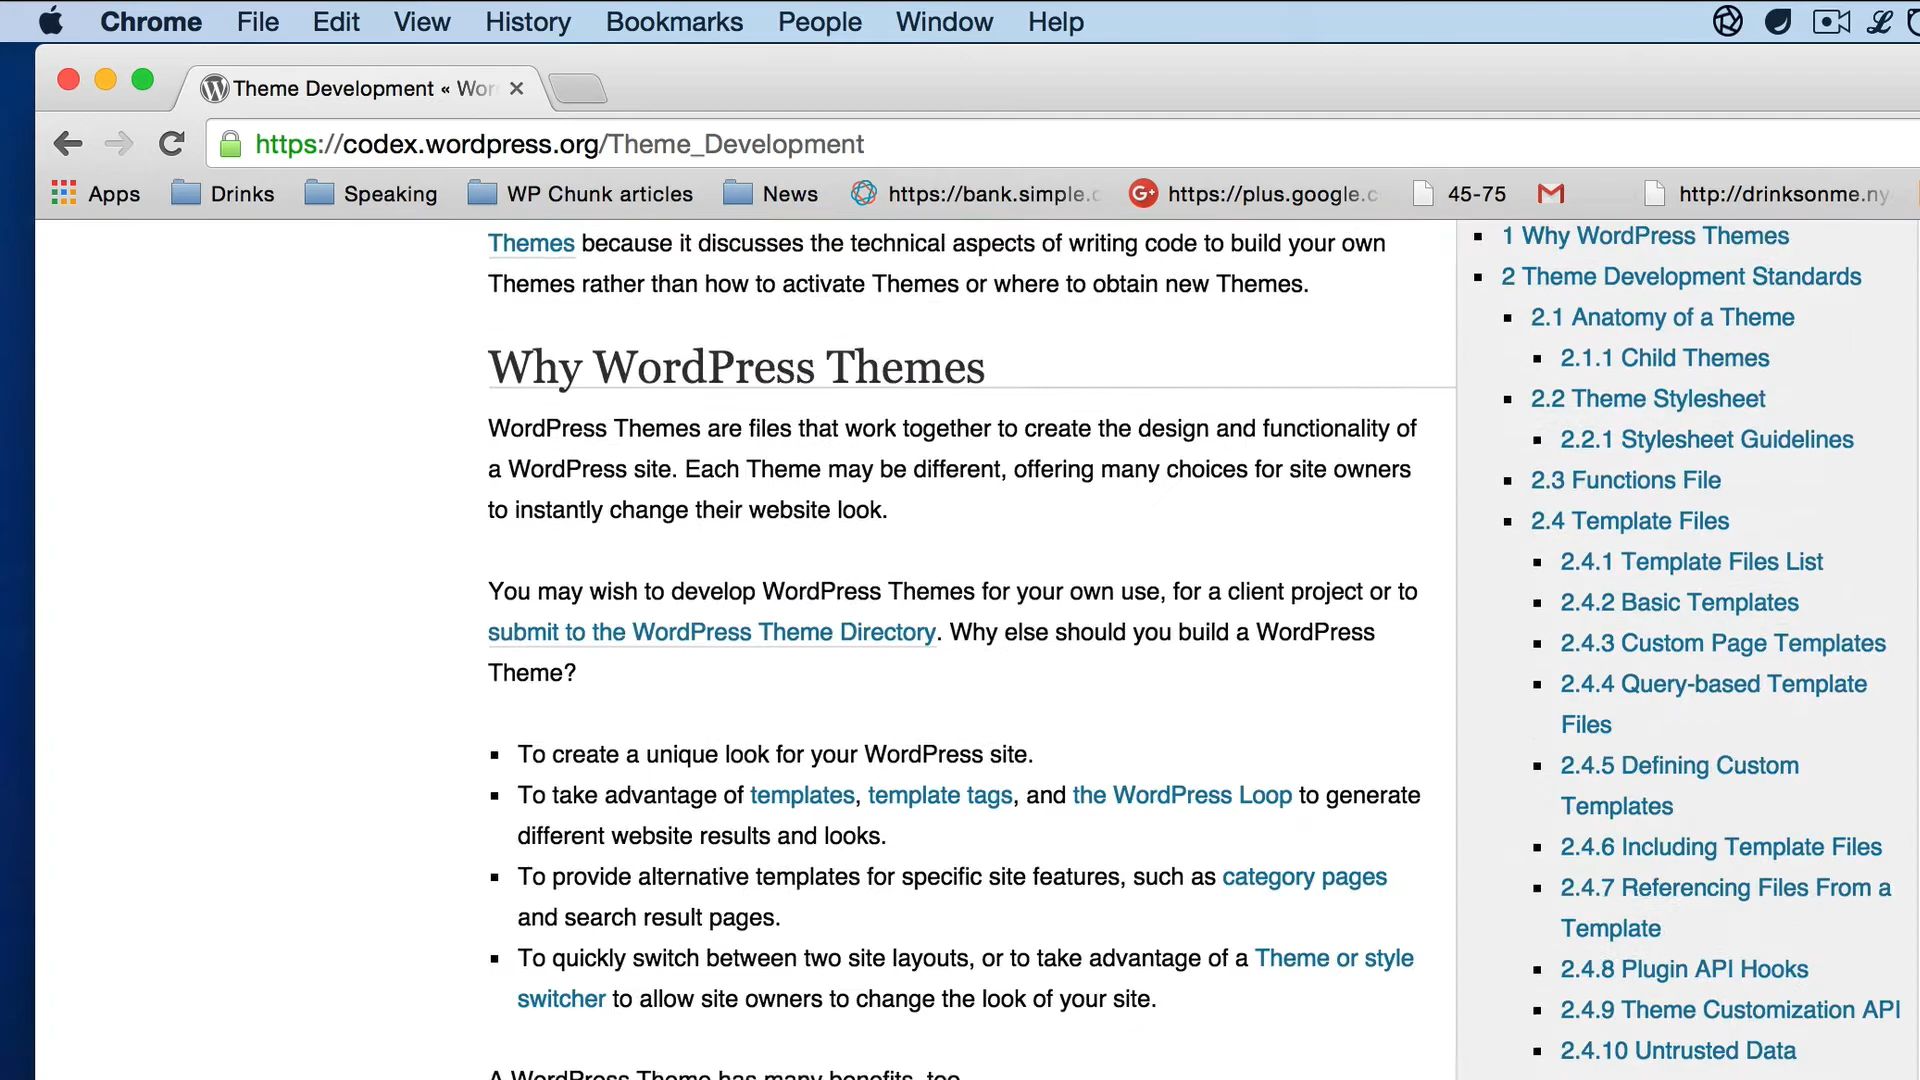 Chrome File Edit View History Bookmarks People Window Help
Theme Development « Wor
https://codex.wordpress.org/Theme_Development
Apps Drinks Speaking WP Chunk articles News https://bank.simple.c https://plus.google.c 45-75 http://drinksonme.ny
Themes because it discusses the technical aspects of writing code to build your own
Themes rather than how to activate Themes or where to obtain new Themes.
Why WordPress Themes
WordPress Themes are files that work together to create the design and functionality of
a WordPress site. Each Theme may be different, offering many choices for site owners
to instantly change their website look.
You may wish to develop WordPress Themes for your own use, for a client project or to
submit to the WordPress Theme Directory. Why else should you build a WordPress
Theme?
To create a unique look for your WordPress site.
To take advantage of templates, template tags, and the WordPress Loop to generate
different website results and looks.
To provide alternative templates for specific site features, such as category pages
and search result pages.
To quickly switch between two site layouts, or to take advantage of a Theme or style
switcher to allow site owners to change the look of your site.
A WordPress Theme has many benefits, too.
1 Why WordPress Themes
2 Theme Development Standards
2.1 Anatomy of a Theme
2.1.1 Child Themes
2.2 Theme Stylesheet
2.2.1 Stylesheet Guidelines
2.3 Functions File
2.4 Template Files
2.4.1 Template Files List
2.4.2 Basic Templates
2.4.3 Custom Page Templates
2.4.4 Query-based Template
Files
2.4.5 Defining Custom
Templates
2.4.6 Including Template Files
2.4.7 Referencing Files From a
Template
2.4.8 Plugin API Hooks
2.4.9 Theme Customization API
2.4.10 Untrusted Data